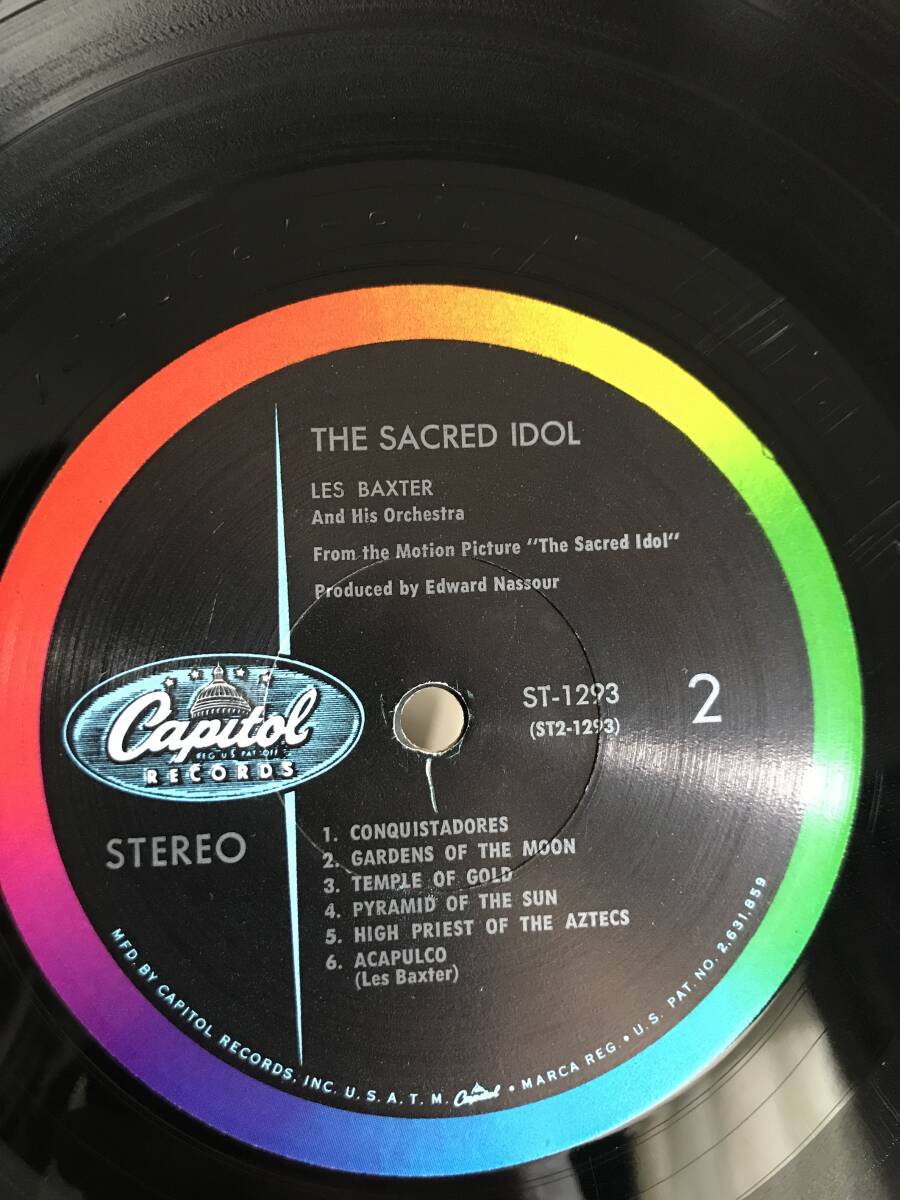 THE SACRED IDOL
LES BAXTER
And His Orchestra
From the Motion Picture "The Sacred Idol"
Produced by Edward Nassour
ST-1293
(ST2-1293)
2
Capitol
REG U S PAT OFF
RECORDS
STEREO
1. CONQUISTADORES
2. GARDENS OF THE MOON
3. TEMPLE OF GOLD
4. PYRAMID OF THE SUN
5. HIGH PRIEST OF THE AZTECS
6. ACAPULCO
(Les Baxter)
MFD. BY CAPITOL RECORDS, INC. U. S. A. T. M. Capitol • MARCA REG. • U.S. PAT. NO. 2,631,859